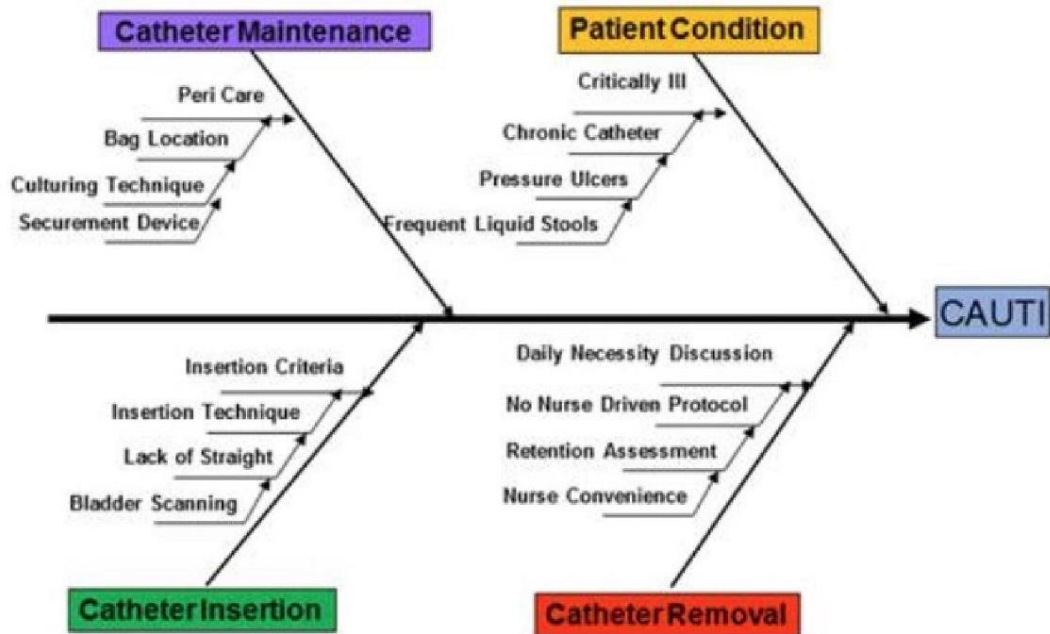 Catheter Maintenance
Peri Care
Bag Location
Culturing Technique
Securement Device
Patient Condition
Critically Ill
Chronic Catheter
Pressure Ulcers
Frequent Liquid Stools
CAUTI
Insertion Criteria
Insertion Technique
Lack of Straight
Bladder Scanning
Catheter Insertion
Daily Necessity Discussion
No Nurse Driven Protocol
Retention Assessment
Nurse Convenience
Catheter Removal